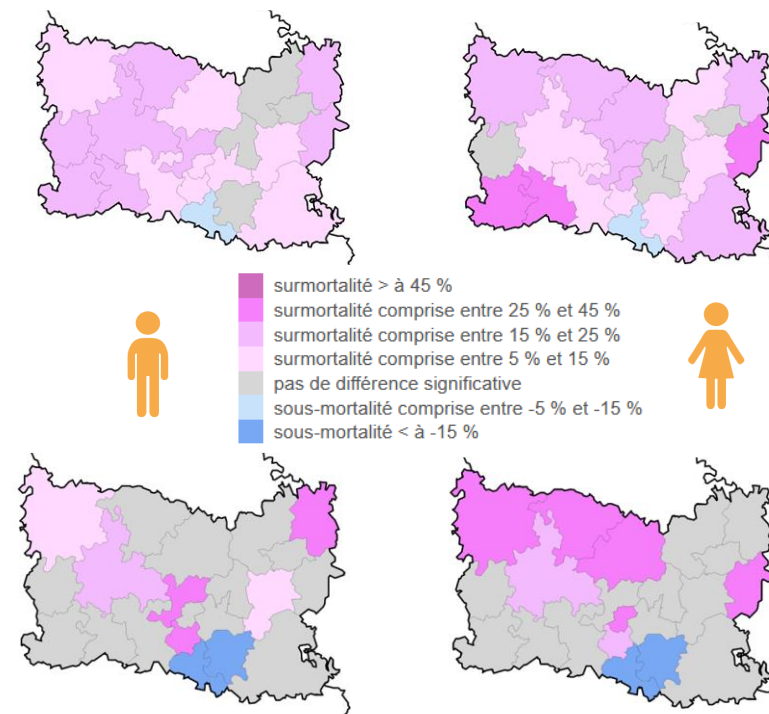 surmortalité > à 45 %
surmortalité comprise entre 25 % et 45 %
surmortalité comprise entre 15 % et 25 %
surmortalité comprise entre 5 % et 15 %
pas de différence significative
sous-mortalité comprise entre -5 % et -15 %
sous-mortalité < à -15 %